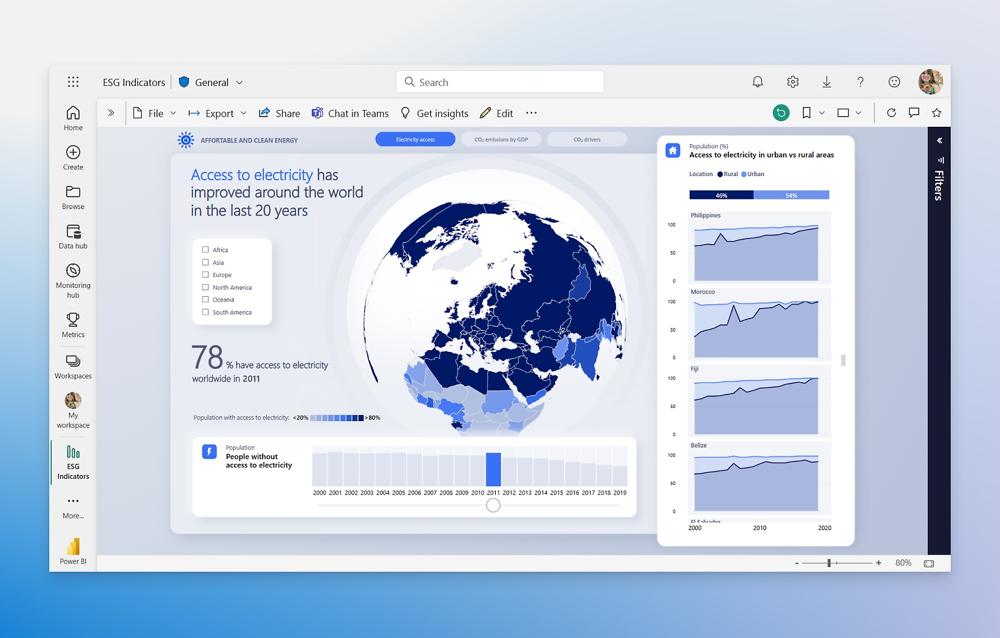 ESG Indicators
General
Search
Home
Create
Browse
Data hub
Monitoring
hub
Metrics
Workspaces
My
workspace
ESG
Indicators
More...
Power BI
File
Export
Share
Chat in Teams
Get insights
Edit
AFFORTABLE AND CLEAN ENERGY
Electricity access
CO₂ emissions by GDP
CO₂ drivers
Access to electricity has
improved around the world
in the last 20 years
Africa
Asia
Europe
North America
Oceania
South America
78 % have access to electricity
worldwide in 2011
Population with access to electricity: <20% >80%
Population
People without
access to electricity
2000 2001 2002 2003 2004 2005 2006 2007 2008 2009 2010 2011 2012 2013 2014 2015 2016 2017 2018 2019
Population (%)
Access to electricity in urban vs rural areas
Location Rural Urban
46% 54%
Philippines
100
50
0
Morocco
100
50
0
Fiji
100
50
0
Belize
100
50
0
El Salvador
2000 2010 2020
Filters
- + 80%